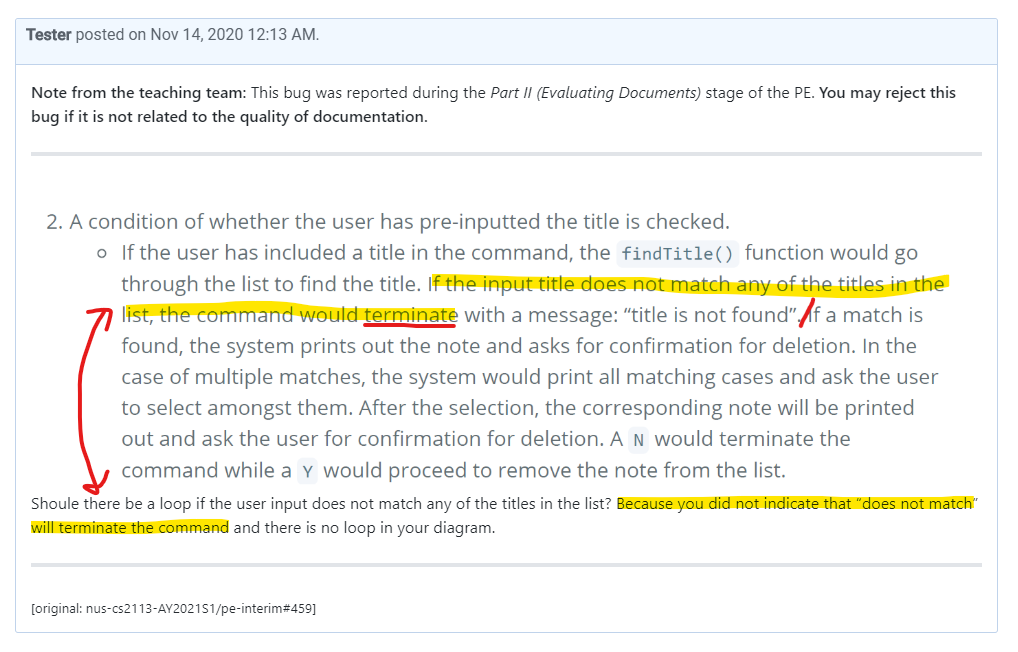 Tester posted on Nov 14, 2020 12:13 AM.
Note from the teaching team: This bug was reported during the Part II (Evaluating Documents) stage of the PE. You may reject this
bug if it is not related to the quality of documentation.
2. A condition of whether the user has pre-inputted the title is checked.
If the user has included a title in the command, the findTitle() function would go
through the list to find the title. If the input title does not match any of the titles in the
list, the command would terminate with a message: “title is not found”. If a match is
found, the system prints out the note and asks for confirmation for deletion. In the
case of multiple matches, the system would print all matching cases and ask the user
to select amongst them. After the selection, the corresponding note will be printed
out and ask the user for confirmation for deletion. A N would terminate the
command while a Y would proceed to remove the note from the list.
Shoule there be a loop if the user input does not match any of the titles in the list? Because you did not indicate that “does not match”
will terminate the command and there is no loop in your diagram.
[original: nus-cs2113-AY2021S1/pe-interim#459]